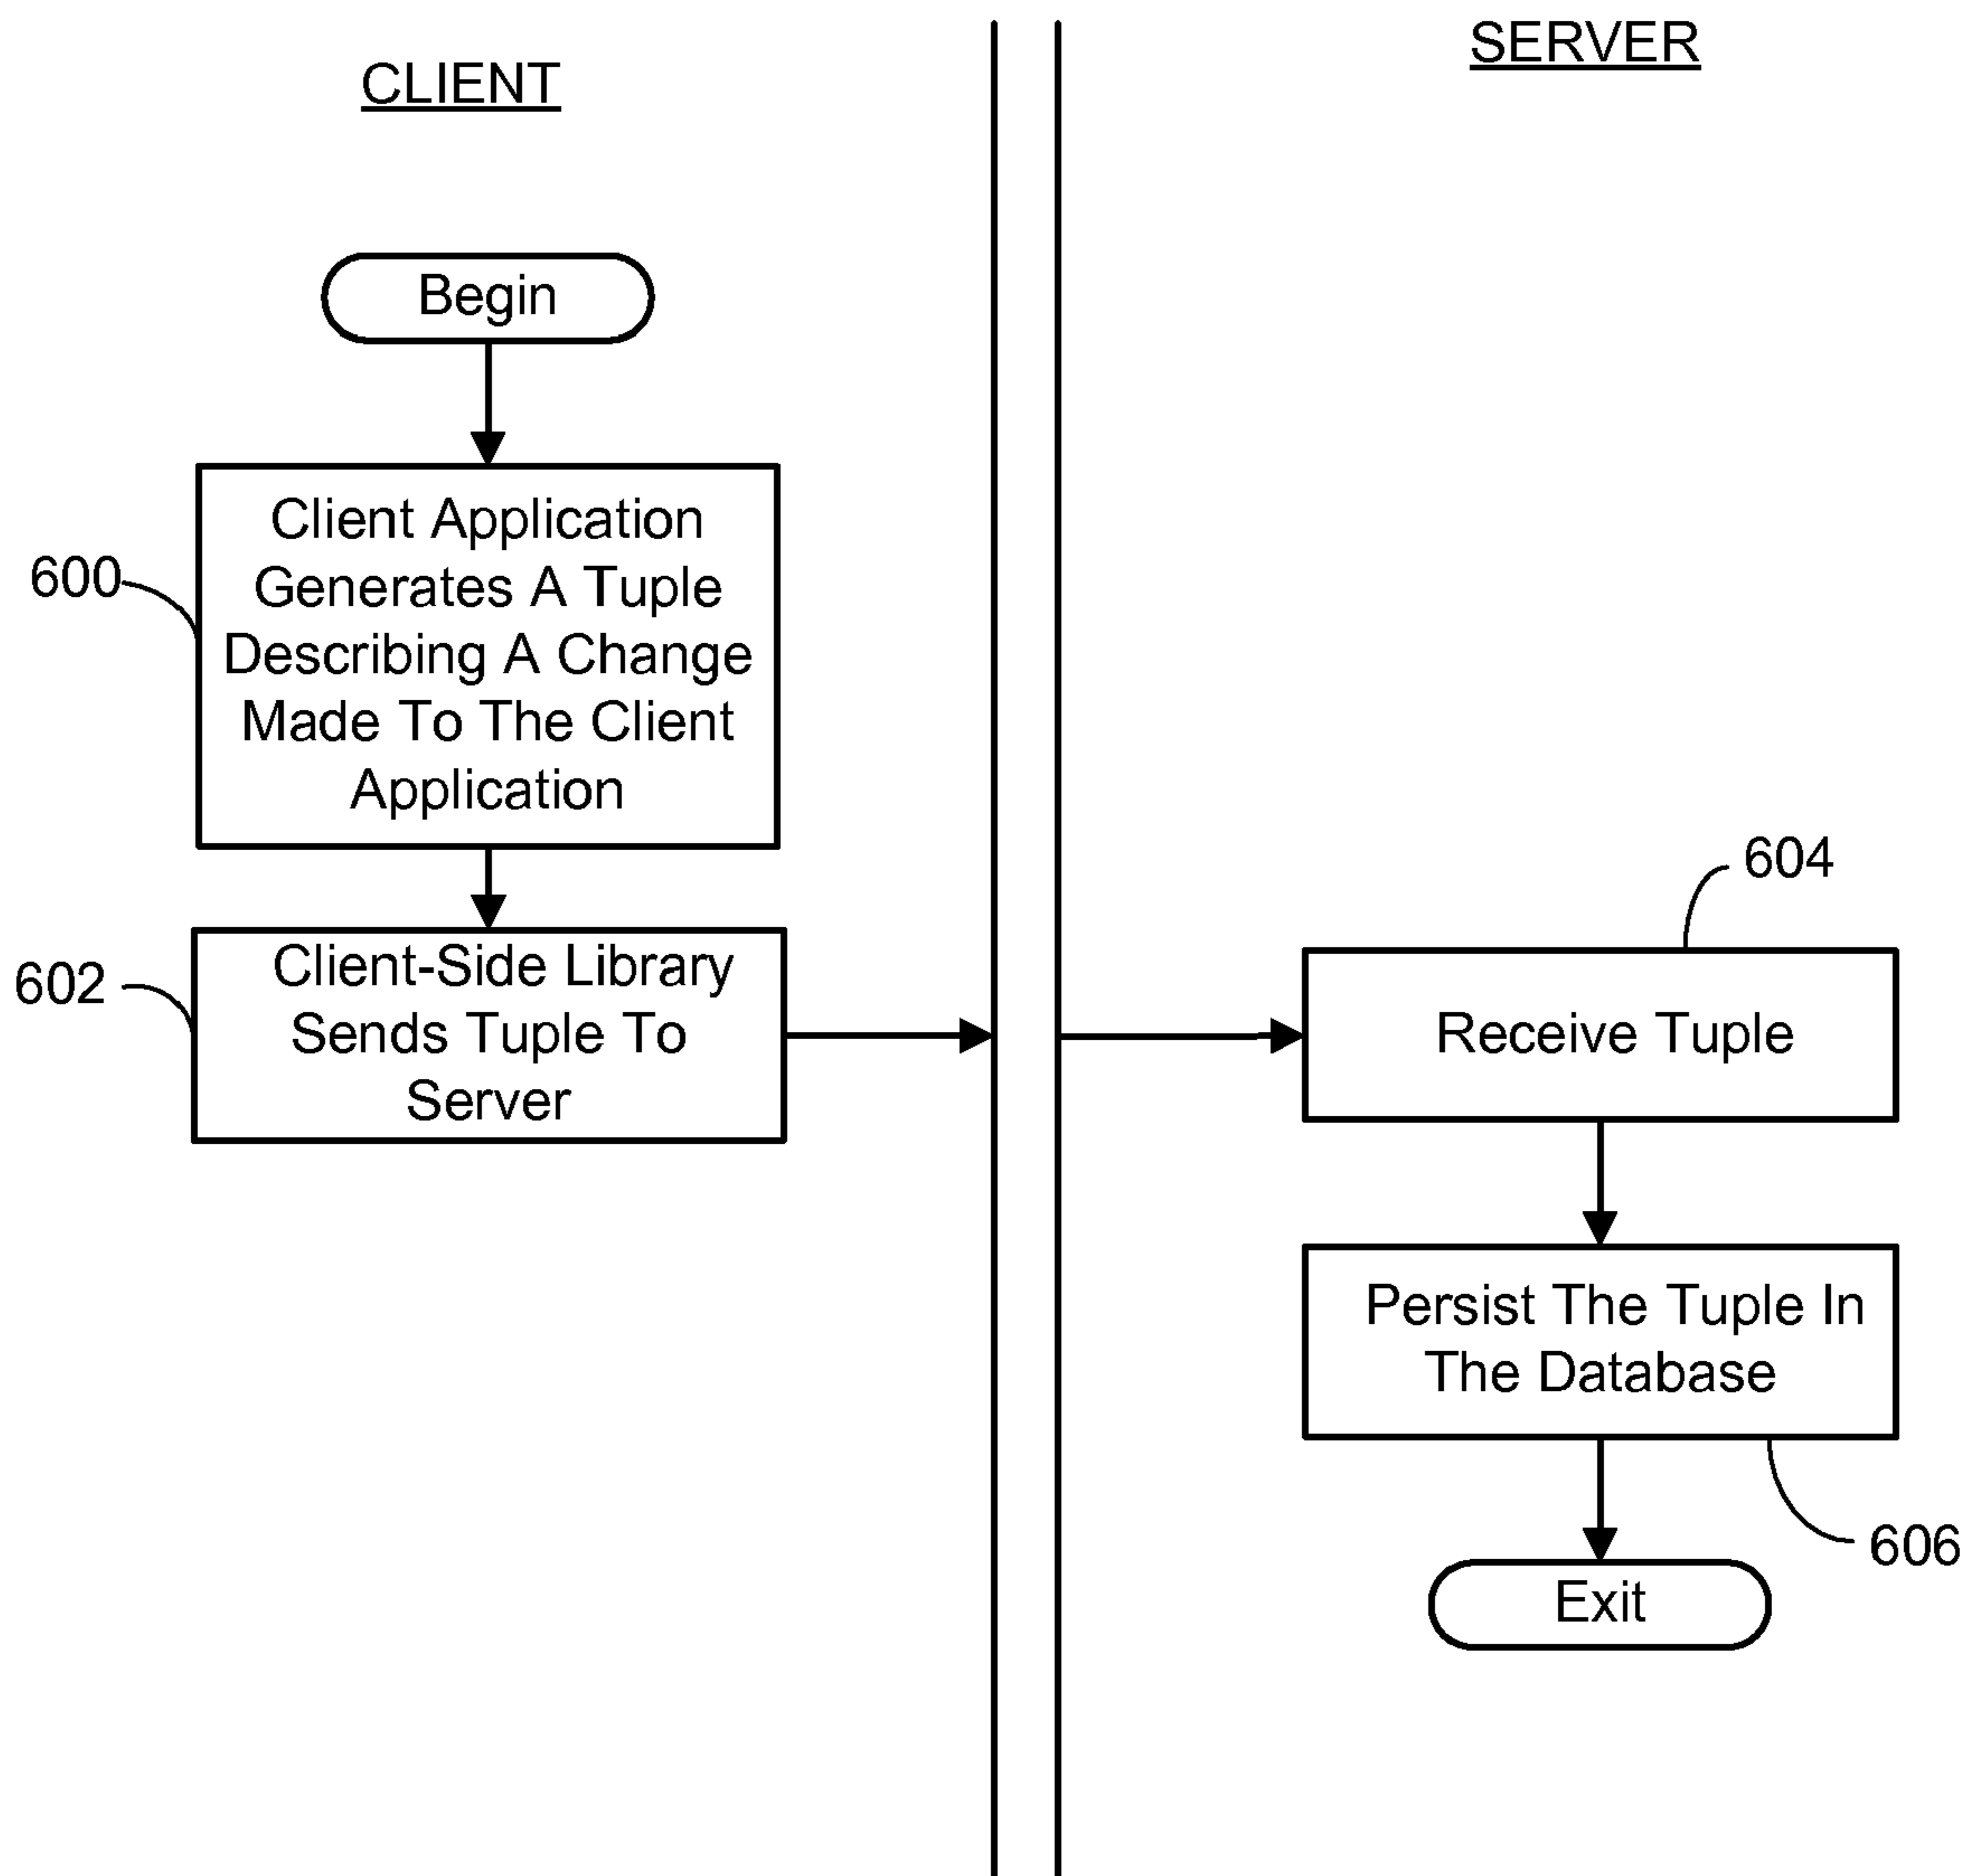 CLIENT
SERVER
Begin
600
Client Application
Generates A Tuple
Describing A Change
Made To The Client
Application
602
Client-Side Library
Sends Tuple To
Server
604
Receive Tuple
Persist The Tuple In
The Database
606
Exit